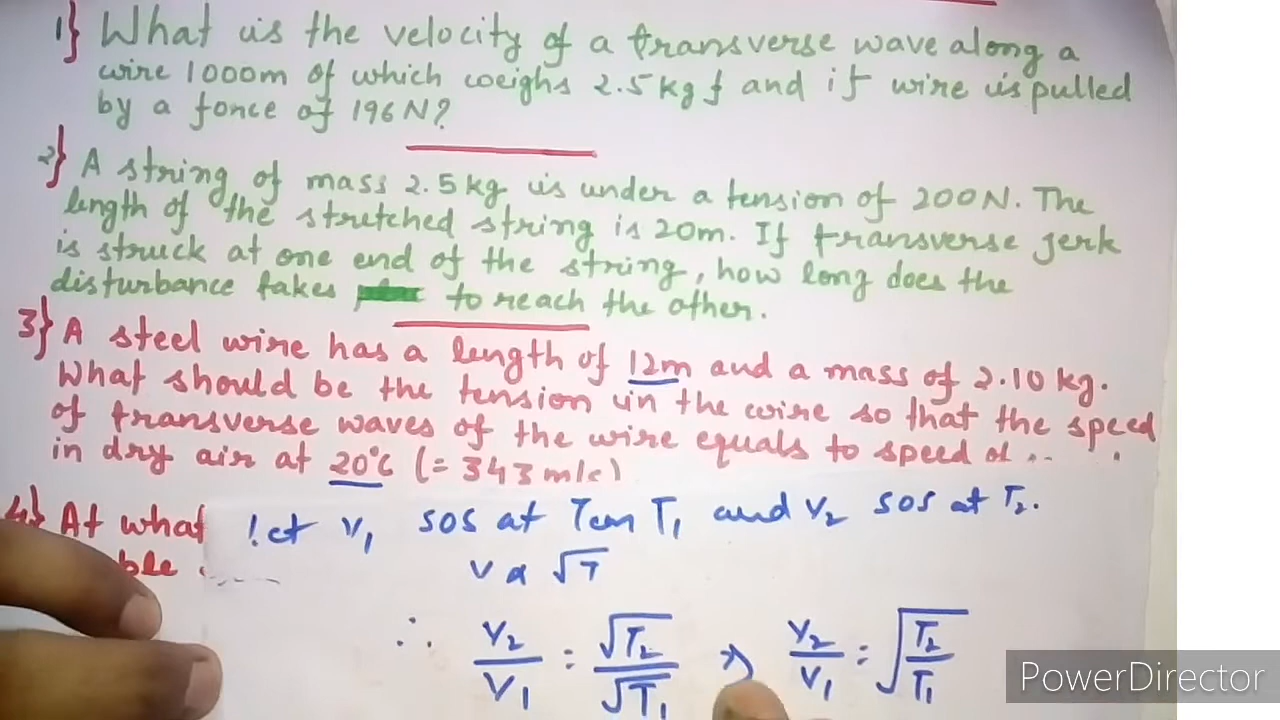 1} What is the velocity of a transverse wave along a
wire 1000m of which weighs 2.5 kg f and if wire is pulled
by a fonce of 196 N?
2} A string of mass 2.5 kg is under a tension of 200 N. The
length of the stretched string is 20m. If transverse jerk
is struck at one end of the string, how long does the
disturbance takes to reach the other.
3} A steel wire has a length of 12m and a mass of 2.10 kg.
What should be the tension in the wire so that the speed
of transverse waves of the wire equals to speed of
in dry air at 20°C (= 343 m/s)
4} At what
ble
Let V₁ SOS at Tem T₁ and V₂ SOS at T₂.
V α √T
∴ V₂/V₁ = √T₂/√T₁ ⇒ V₂/V₁ = √(T₂/T₁)
PowerDirector